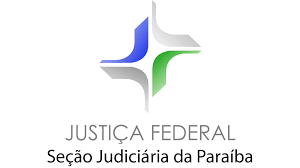 JUSTIÇA FEDERAL
Seção Judiciária da Paraíba